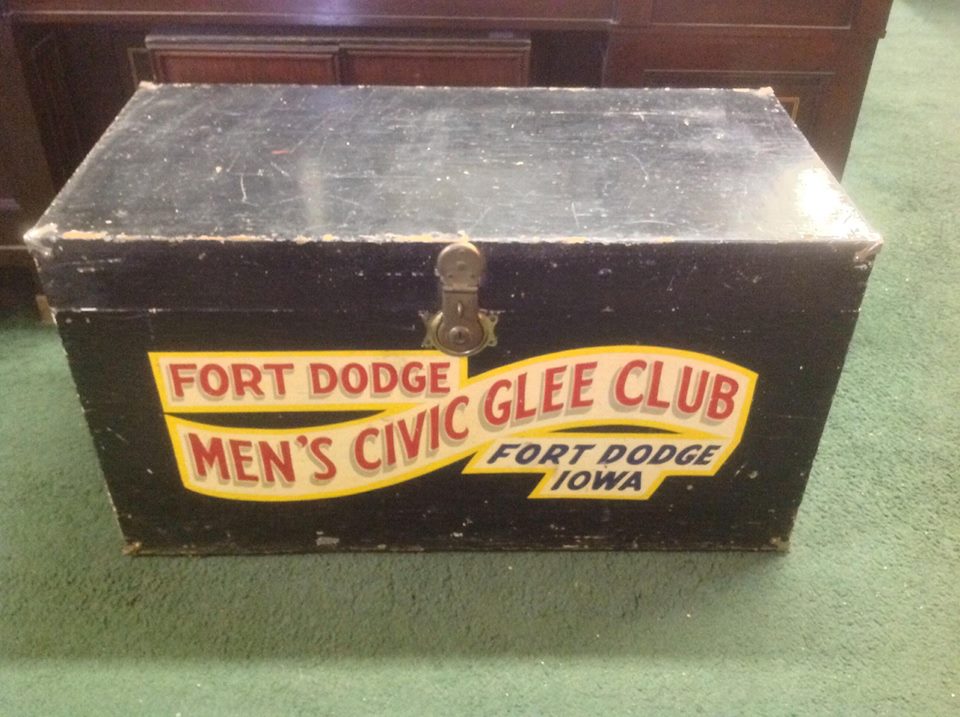 FORT DODGE
MEN'S CIVIC GLEE CLUB
FORT DODGE
IOWA